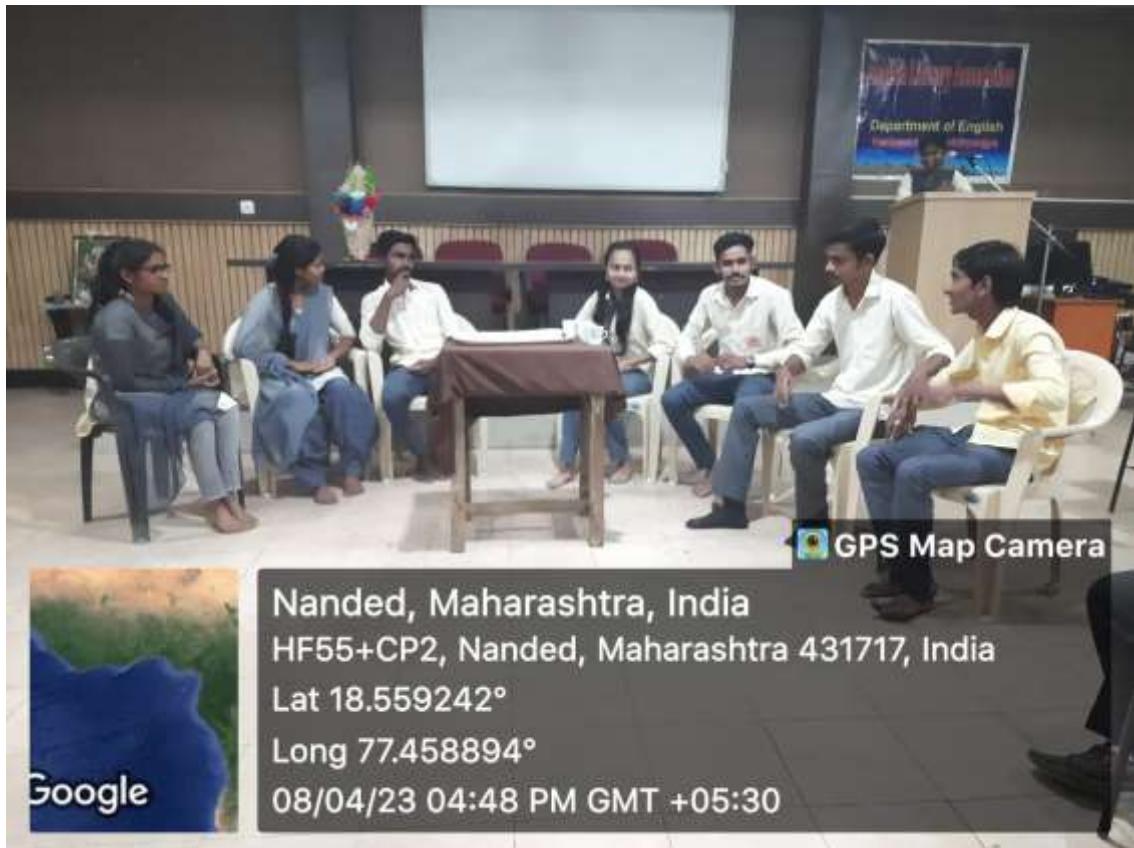 Department of English
GPS Map Camera
Nanded, Maharashtra, India
HF55+CP2, Nanded, Maharashtra 431717, India
Lat 18.559242°
Long 77.458894°
08/04/23 04:48 PM GMT +05:30
Google